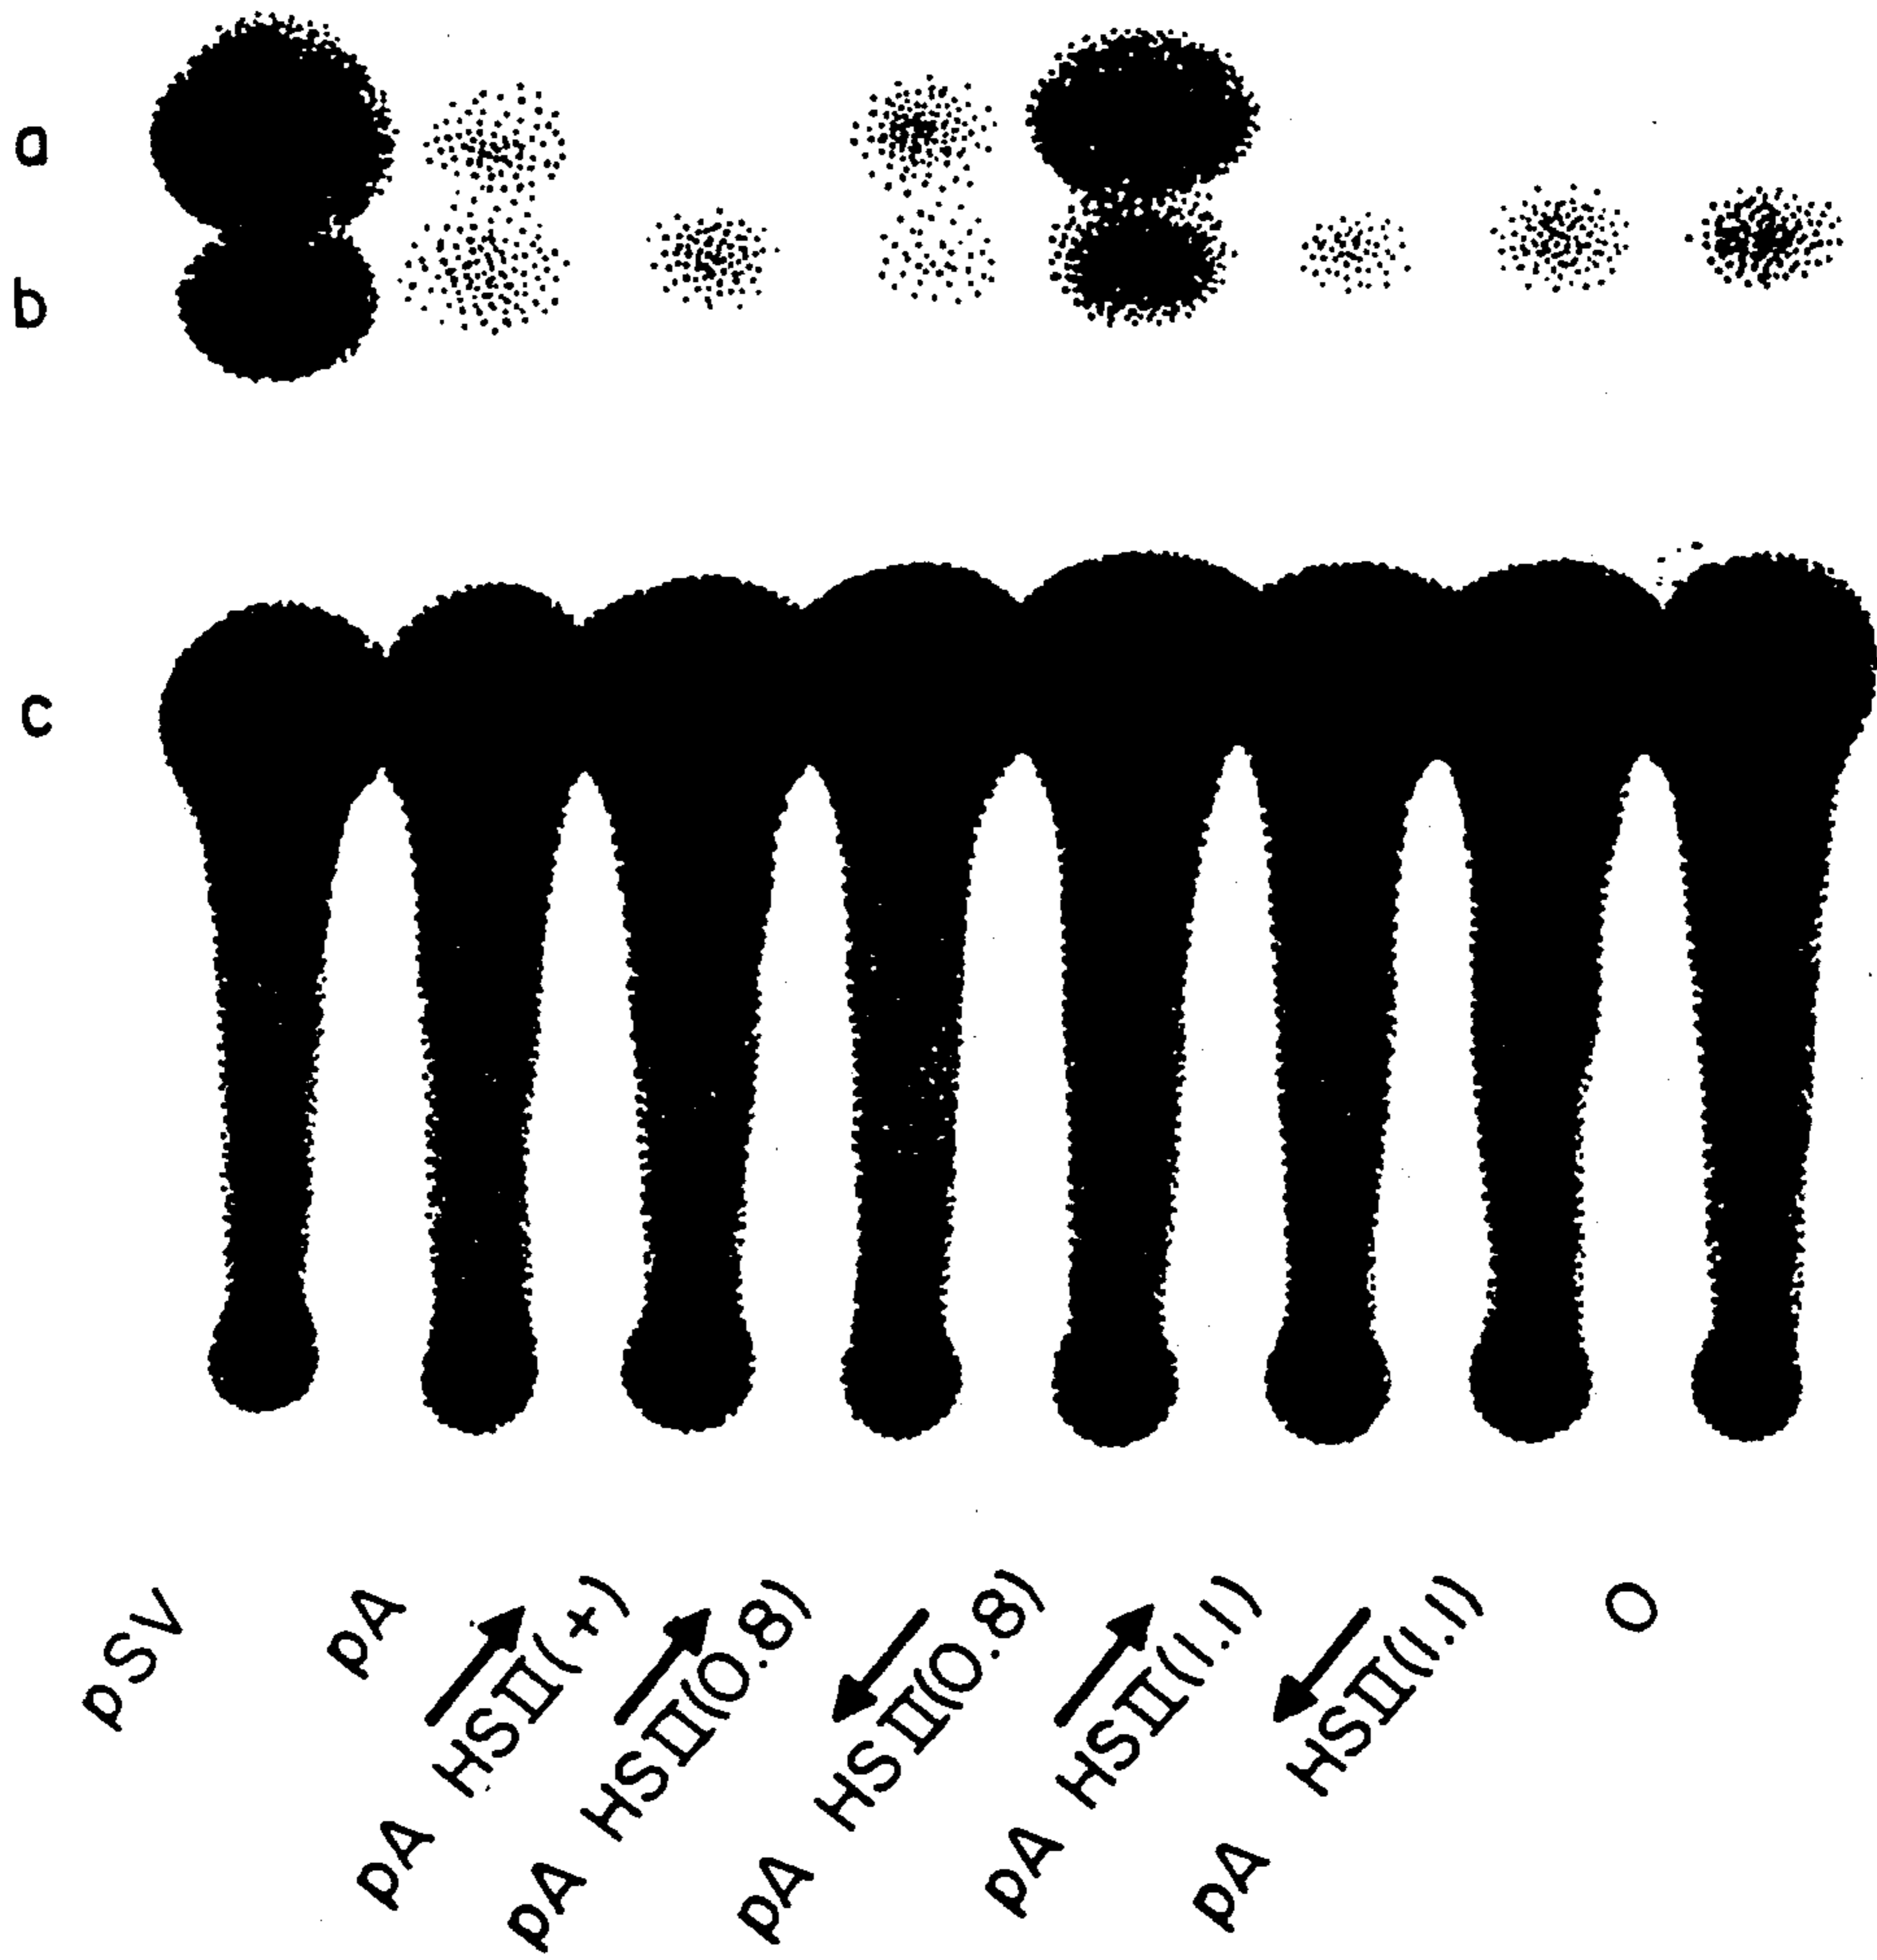 a
b
c
pSV
pA
pA HSII(x)
pA HSII(0.8)
pA HSII(0.8)
pA HSII(1.1)
pA HSII(1.1)
O